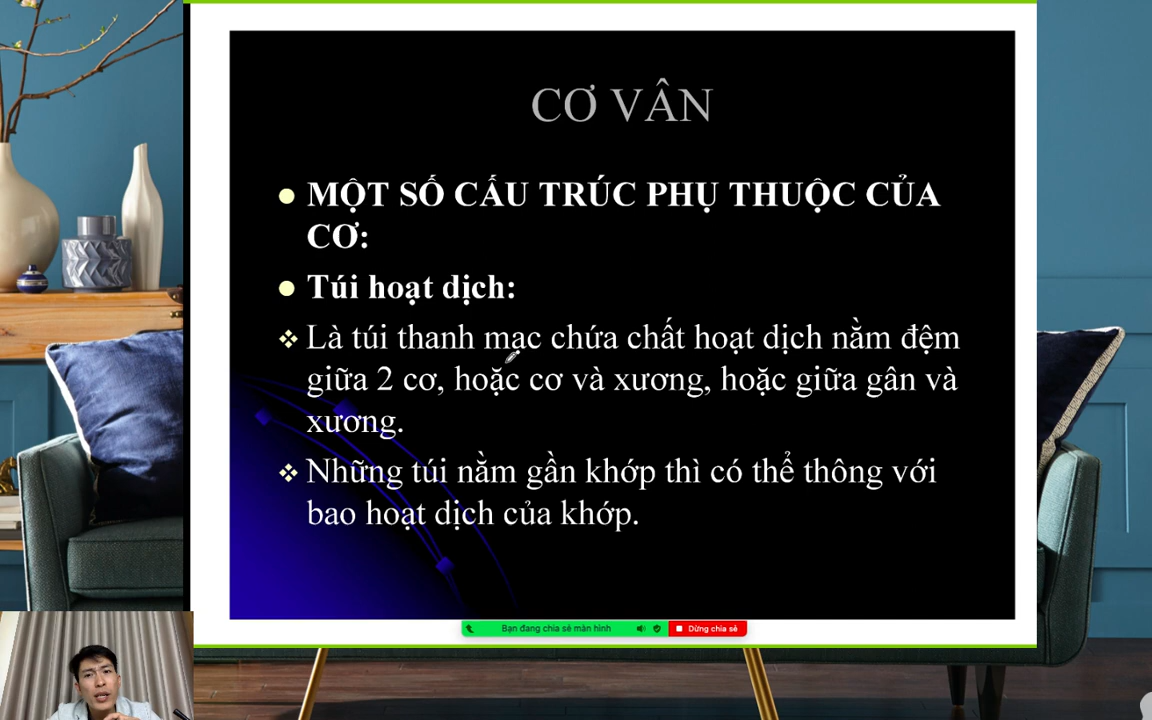 CƠ VÂN
MỘT SỐ CẤU TRÚC PHỤ THUỘC CỦA
CƠ:
Túi hoạt dịch:
Là túi thanh mạc chứa chất hoạt dịch nằm đệm
giữa 2 cơ, hoặc cơ và xương, hoặc giữa gân và
xương.
Những túi nằm gần khớp thì có thể thông với
bao hoạt dịch của khớp.
Bạn đang chia sẻ màn hình
Dừng chia sẻ